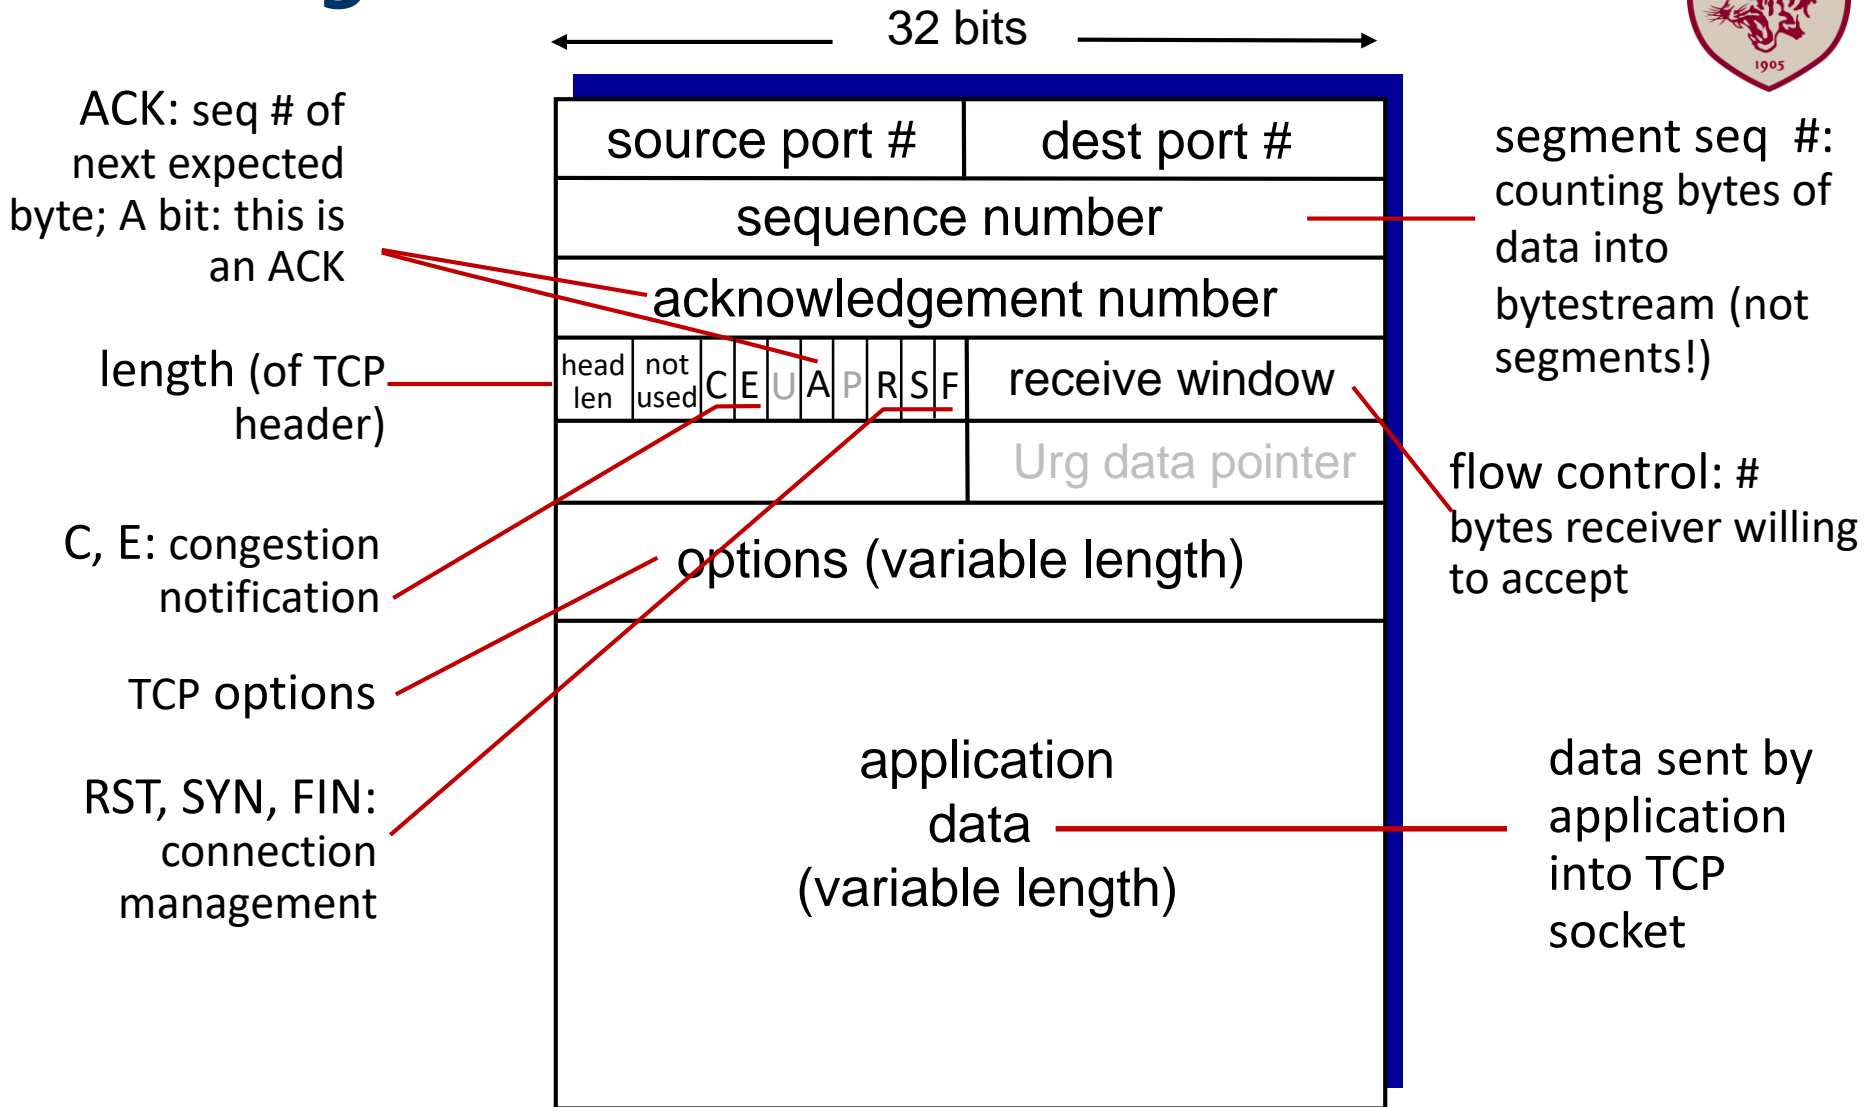 32 bits
1905
ACK: seq # of
next expected
byte; A bit: this is
an ACK
length (of TCP
header)
C, E: congestion
notification
TCP options
RST, SYN, FIN:
connection
management
source port #
dest port #
sequence number
acknowledgement number
head
len
not
used
C
E
U
A
P
R
S
F
receive window
Urg data pointer
options (variable length)
application
data
(variable length)
segment seq #:
counting bytes of
data into
bytestream (not
segments!)
flow control: #
bytes receiver willing
to accept
data sent by
application
into TCP
socket